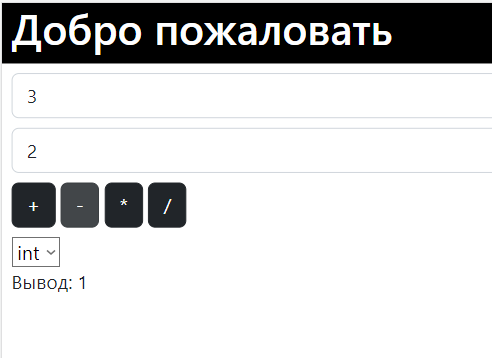 Добро пожаловать
3
2
+ - * /
int
Вывод: 1